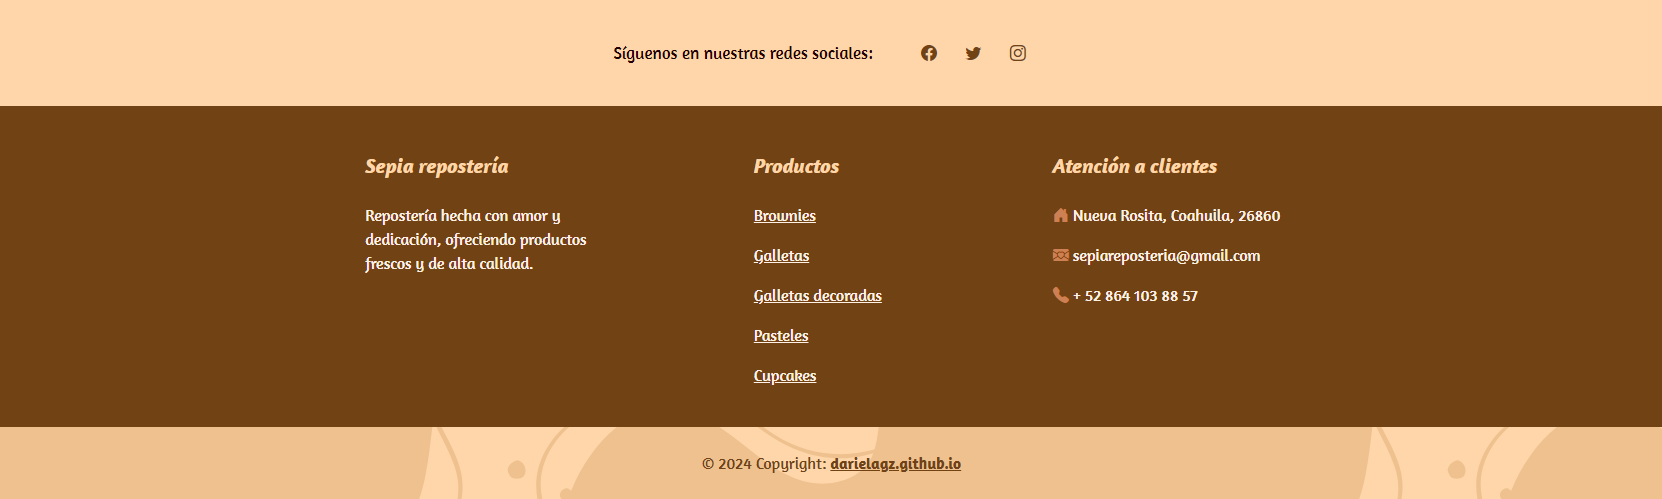 Síguenos en nuestras redes sociales:
Sepia repostería
Repostería hecha con amor y
dedicación, ofreciendo productos
frescos y de alta calidad.
Productos
Brownies
Galletas
Galletas decoradas
Pasteles
Cupcakes
Atención a clientes
Nueva Rosita, Coahuila, 26860
sepiareposteria@gmail.com
+ 52 864 103 88 57
© 2024 Copyright: darielagz.github.io